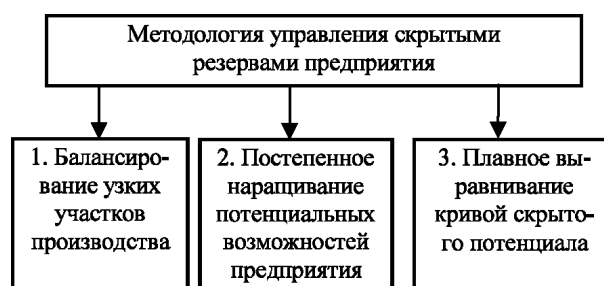 Методология управления скрытыми
резервами предприятия
1. Балансиро-
вание узких
участков
производства
2. Постепенное
наращивание
потенциальных
возможностей
предприятия
3. Плавное вы-
равнивание
кривой скрыто-
го потенциала